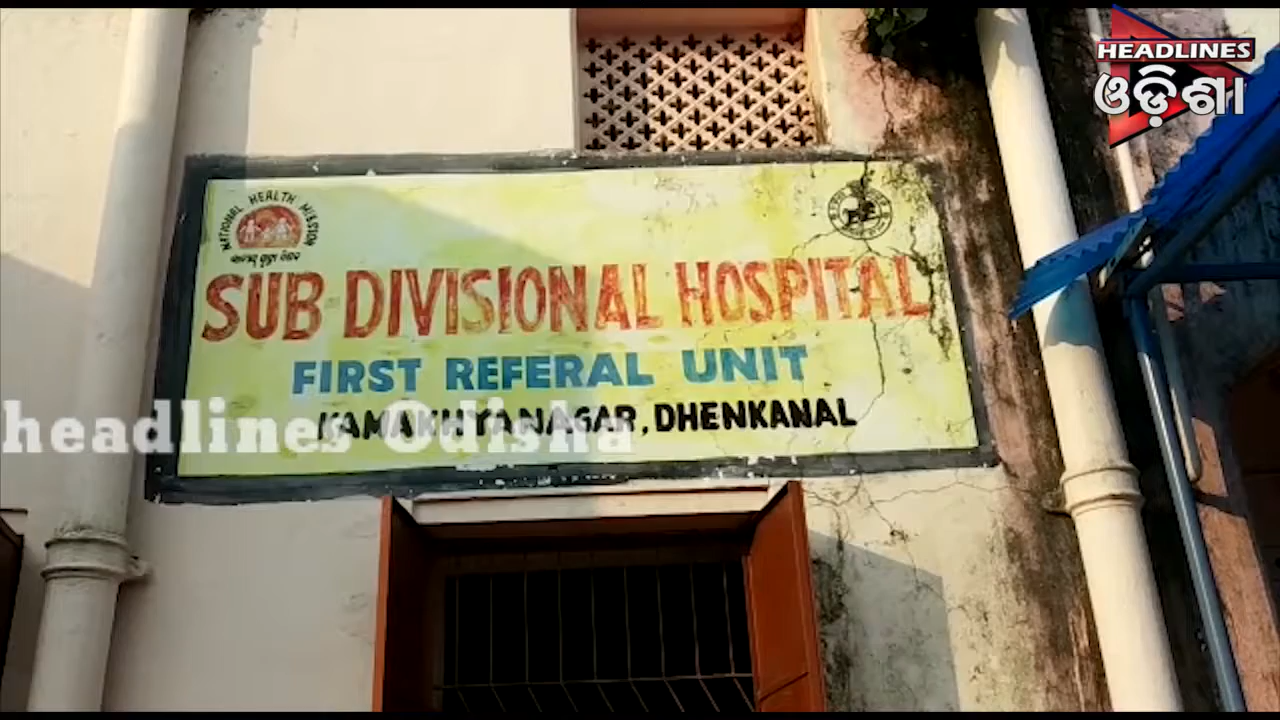 HEADLINES
ଓଡ଼ିଶା
NATIONAL HEALTH MISSION
SUB DIVISIONAL HOSPITAL
FIRST REFERAL UNIT
KAMAKHYANAGAR, DHENKANAL
headlines Odisha